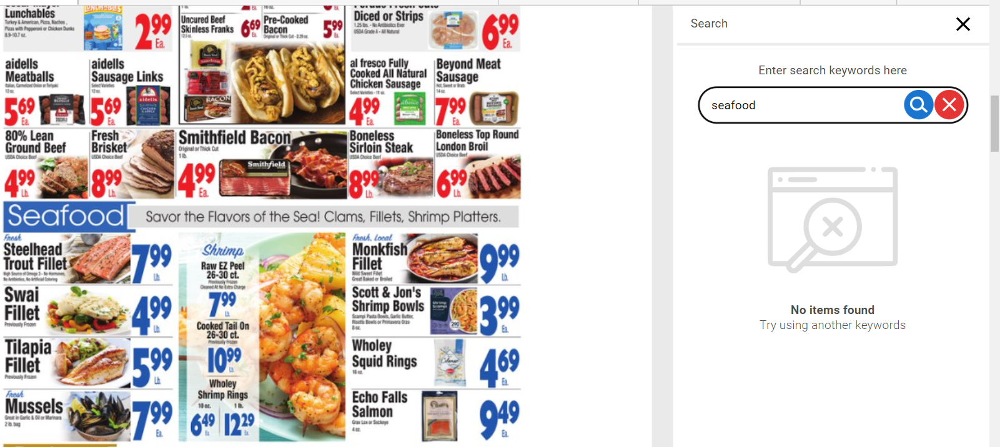 Lunchables
Turkey & American, Pizza, Nachos,
Pizza with Pepperoni or Chicken Dunks
8.9-10.7 oz.
2.99
Ea.
Uncured Beef
Skinless Franks
6.69
Ea.
Pre-Cooked
Bacon
Original or Thick Cut - 2.29 oz.
5.99
Ea.
Perdue Fresh Cuts
Diced or Strips
1.25 lbs. - No Antibiotics Ever
USDA Grade A - All Natural
6.99
Ea.
aidells
Meatballs
Italian, Caramelized Onion or Teriyaki
12 oz.
5.69
Ea.
aidells
Sausage Links
Select Varieties
12 oz.
5.69
Ea.
BACON
al fresco Fully
Cooked All Natural
Chicken Sausage
Select Varieties - 11 oz.
4.99
Ea.
Beyond Meat
Sausage
Hot, Sweet or Brats
14 oz.
7.99
Ea.
80% Lean
Ground Beef
USDA Choice Beef
4.99
Lb.
Fresh
Brisket
USDA Choice Beef
8.99
Lb.
Smithfield Bacon
Original or Thick Cut
1 lb.
4.99
Ea.
Smithfield
Boneless
Sirloin Steak
USDA Choice Beef
8.99
Lb.
Boneless Top Round
London Broil
USDA Choice Beef
6.99
Lb.
Seafood
Savor the Flavors of the Sea! Clams, Fillets, Shrimp Platters.
Fresh
Steelhead
Trout Fillet
High Source of Omega 3 - No Hormones,
No Antibiotics, No Artificial Coloring
7.99
Lb.
Swai
Fillet
Previously Frozen
4.99
Lb.
Tilapia
Fillet
Previously Frozen
5.99
Lb.
Fresh
Mussels
Great in Garlic & Oil or Marinara
2 lb. bag
7.99
Ea.
Shrimp
Raw EZ Peel
26-30 ct.
Previously Frozen
Cleaned At No Extra Charge
7.99
Lb.
Cooked Tail On
26-30 ct.
Previously Frozen
10.99
Lb.
Wholey
Shrimp Rings
10 oz. 1 lb.
6.49 Ea. 12.29 Ea.
Fresh, Local
Monkfish
Fillet
Mild Sweet Fillet
Great Baked or Broiled
9.99
Lb.
Scott & Jon's
Shrimp Bowls
Scampi Pasta Bowls, Garlic Butter,
Risotto Bowls or Primavera Orzo
8 oz.
3.99
Ea.
Wholey
Squid Rings
16 oz.
4.69
Ea.
Echo Falls
Salmon
Grav Lox or Sockeye
4 oz.
9.49
Ea.
Search
Enter search keywords here
seafood
No items found
Try using another keywords